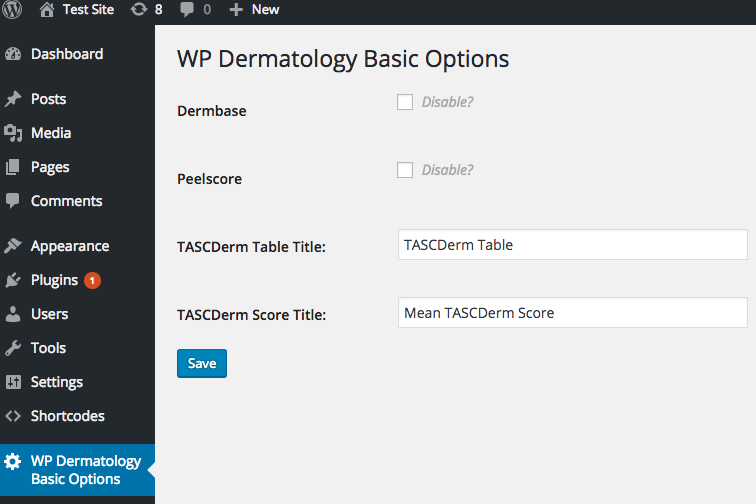 Test Site 8 0 New
Dashboard
Posts
Media
Pages
Comments
Appearance
Plugins 1
Users
Tools
Settings
Shortcodes
WP Dermatology
Basic Options
WP Dermatology Basic Options
Dermbase Disable?
Peelscore Disable?
TASCDerm Table Title: TASCDerm Table
TASCDerm Score Title: Mean TASCDerm Score
Save